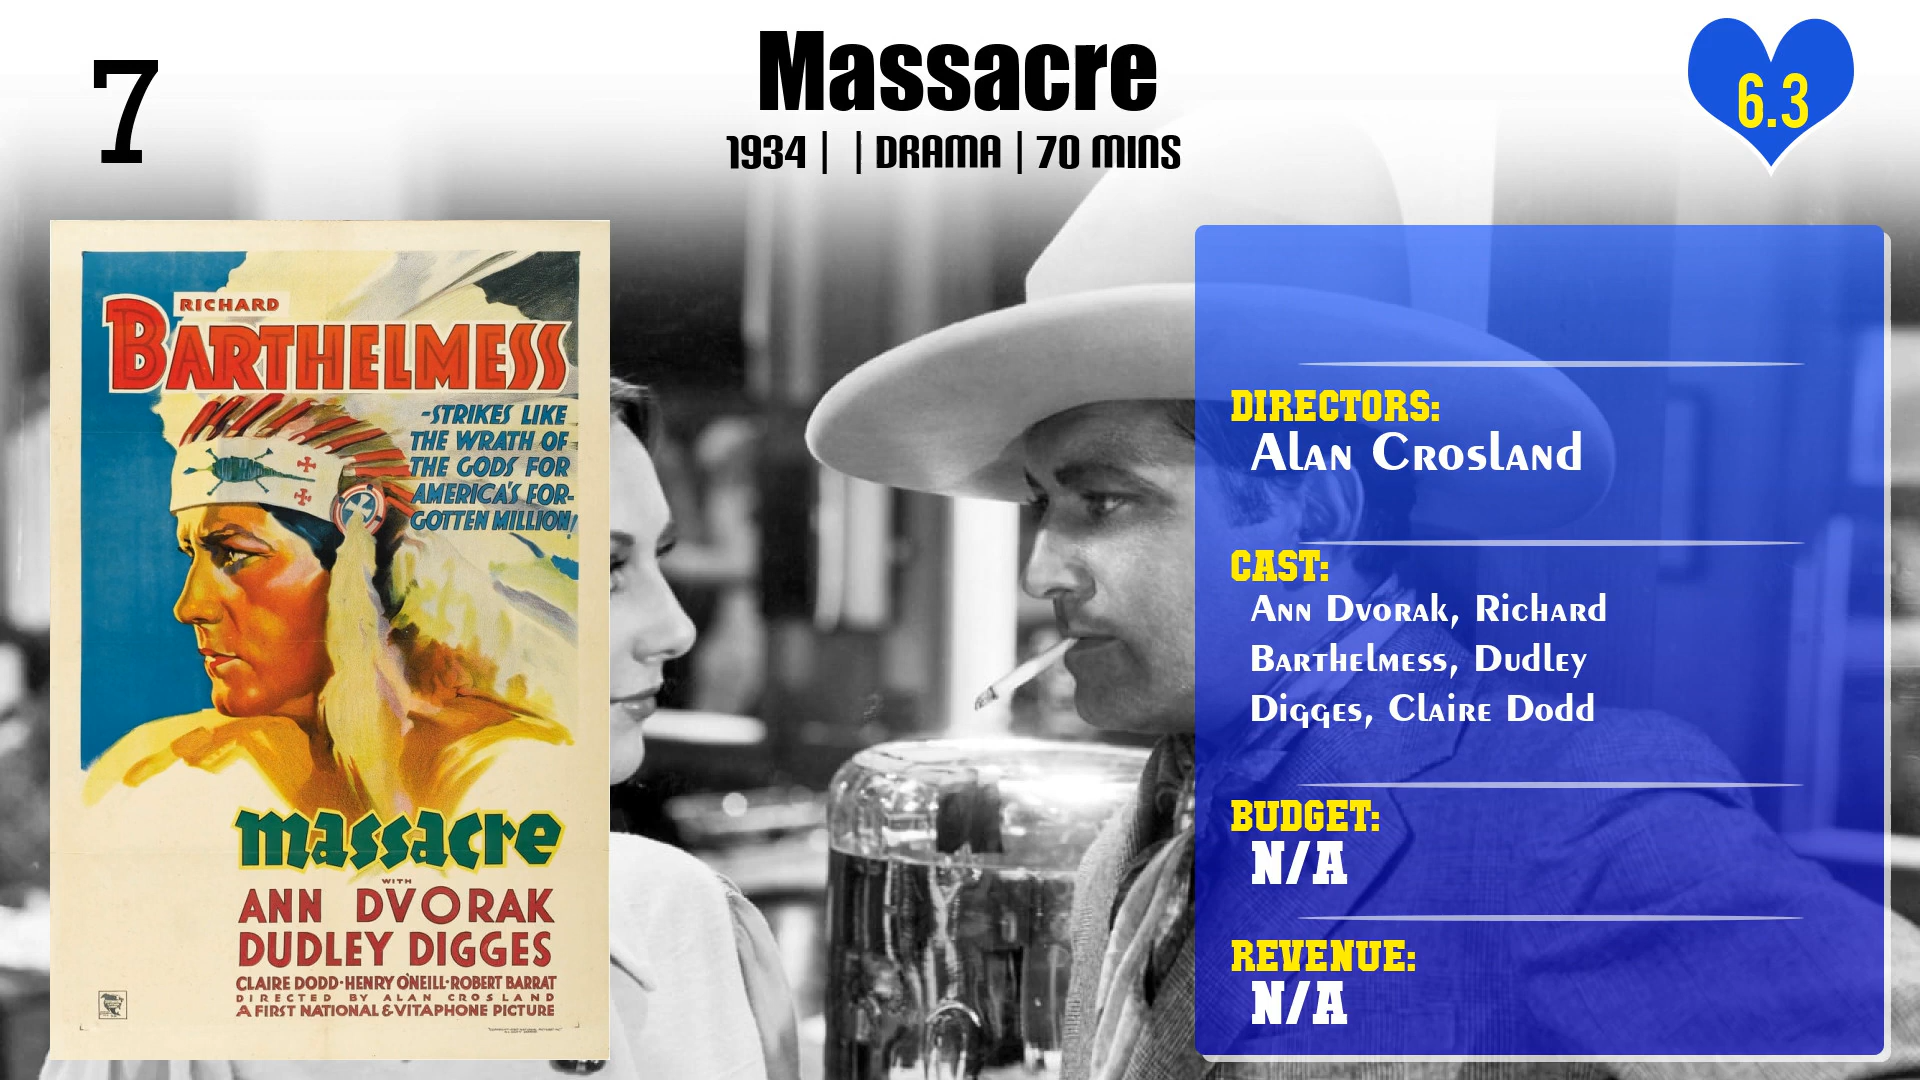 7
Massacre
1934 | | DRAMA | 70 MINS
6.3
RICHARD
BARTHELMESS
-STRIKES LIKE
THE WRATH OF
THE GODS FOR
AMERICA'S FOR-
GOTTEN MILLION!
massacre
WITH
ANN DVORAK
DUDLEY DIGGES
CLAIRE DODD-HENRY O'NEILL-ROBERT BARRAT
DIRECTED BY ALAN CROSLAND
A FIRST NATIONAL & VITAPHONE PICTURE
DIRECTORS:
Alan Crosland
CAST:
Ann Dvorak, Richard
Barthelmess, Dudley
Digges, Claire Dodd
BUDGET:
N/A
REVENUE:
N/A